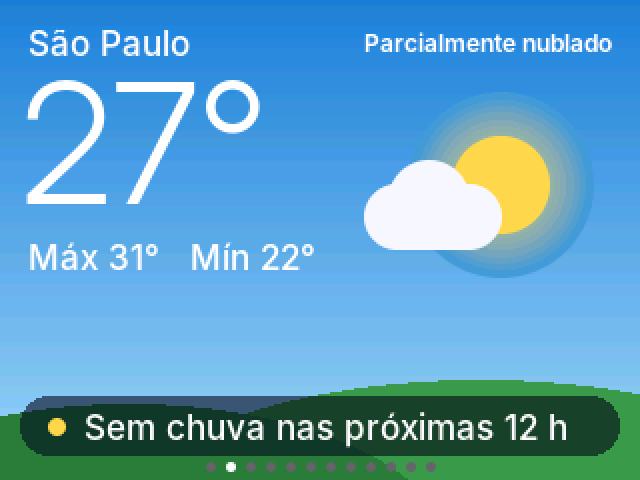 São Paulo
Parcialmente nublado
27°
Máx 31° Mín 22°
Sem chuva nas próximas 12 h